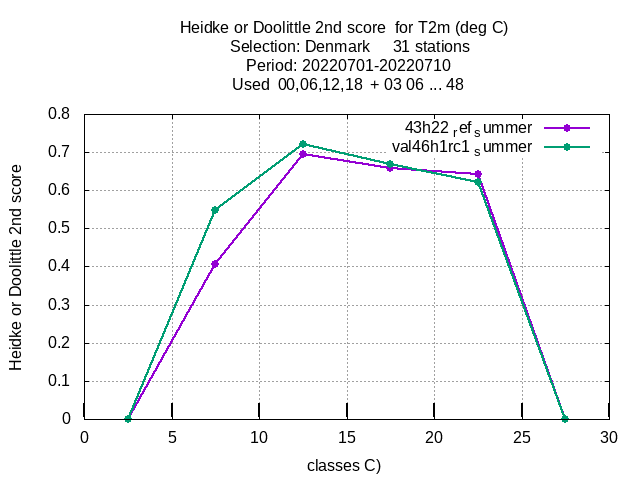 Heidke or Doolittle 2nd score  for T2m (deg C)
Selection: Denmark     31 stations
Period: 20220701-20220710
Used  00,06,12,18  + 03 06 ... 48
43h22_ref_summer
val46h1rc1_summer
Heidke or Doolittle 2nd score
0.8
0.7
0.6
0.5
0.4
0.3
0.2
0.1
0
0 5 10 15 20 25 30
classes C)